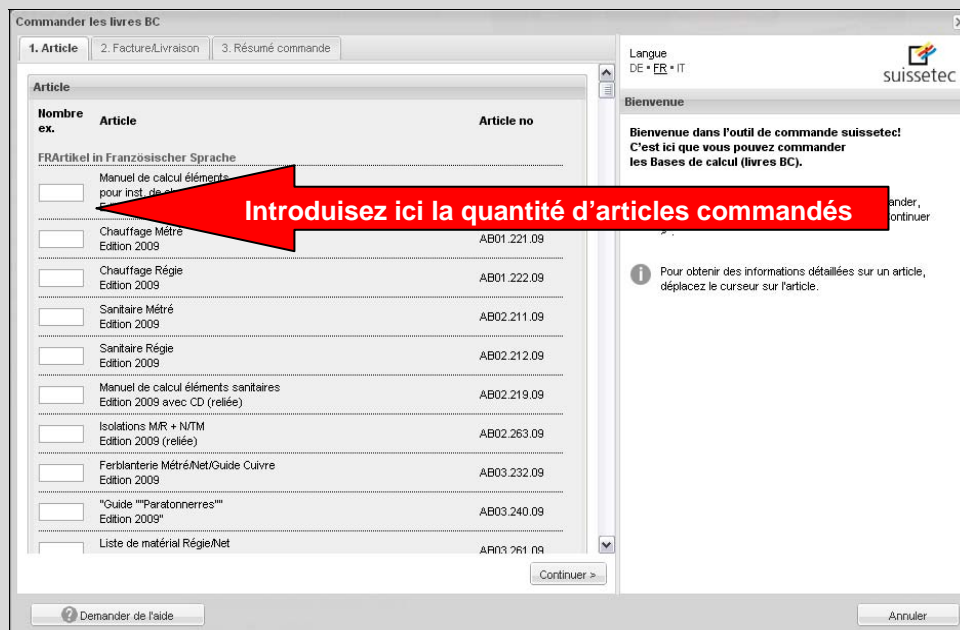 Commander les livres BC
1. Article
2. Facture/Livraison
3. Résumé commande
Article
Nombre ex.
Article
Article no
FRArtikel in Französischer Sprache
Manuel de calcul éléments
pour inst. de
Introduisez ici la quantité d'articles commandés
Chauffage Métré
Edition 2009
AB01.221.09
Chauffage Régie
Edition 2009
AB01.222.09
Sanitaire Métré
Edition 2009
AB02.211.09
Sanitaire Régie
Edition 2009
AB02.212.09
Manuel de calcul éléments sanitaires
Edition 2009 avec CD (reliée)
AB02.219.09
Isolations M/R + N/TM
Edition 2009 (reliée)
AB02.263.09
Ferblanterie Métré/Net/Guide Cuivre
Edition 2009
AB03.232.09
"Guide ""Paratonnerres""
Edition 2009"
AB03.240.09
Liste de matérial Régie/Net
AB03.261.09
Continuer >
Demander de l'aide
Langue
DE • FR • IT
suissetec
Bienvenue
Bienvenue dans l'outil de commande suissetec!
C'est ici que vous pouvez commander
les Bases de calcul (livres BC).
Pour obtenir des informations détaillées sur un article,
déplacez le curseur sur l'article.
Annuler